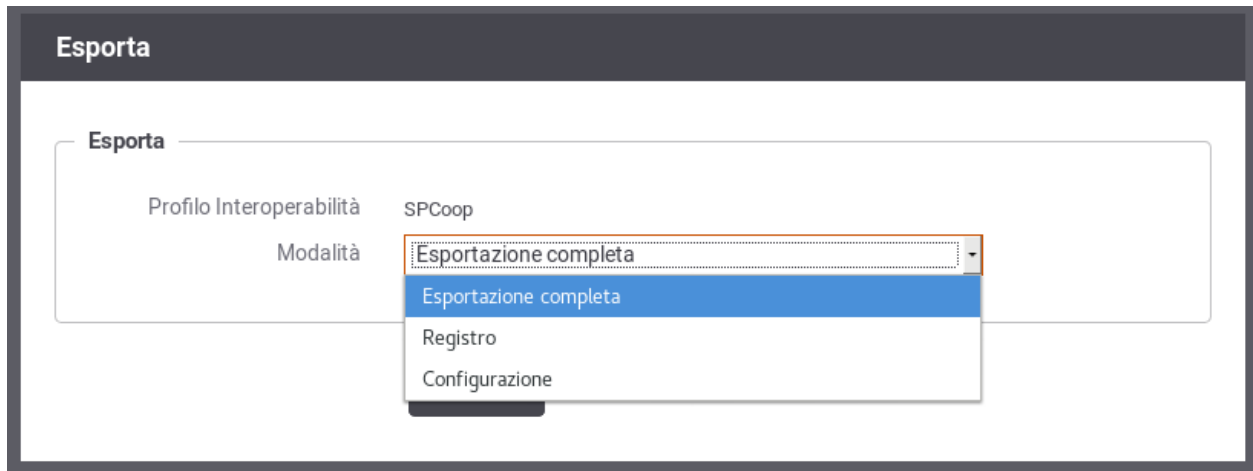 Esporta
Esporta
Profilo Interoperabilità SPCoop
Modalità Esportazione completa
Esportazione completa
Registro
Configurazione